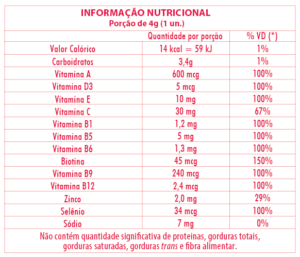 INFORMAÇÃO NUTRICIONAL
Porção de 4g (1 un.)
Quantidade por porção % VD (*)
Valor Calórico 14 kcal = 59 kJ 1%
Carboidratos 3,4g 1%
Vitamina A 600 mcg 100%
Vitamina D3 5 mcg 100%
Vitamina E 10 mg 100%
Vitamina C 30 mg 67%
Vitamina B1 1,2 mg 100%
Vitamina B5 5 mg 100%
Vitamina B6 1,3 mg 100%
Biotina 45 mcg 150%
Vitamina B9 240 mcg 100%
Vitamina B12 2,4 mcg 100%
Zinco 2,0 mg 29%
Selênio 34 mcg 100%
Sódio 7 mg 0%
Não contém quantidade significativa de proteínas, gorduras totais,
gorduras saturadas, gorduras trans e fibra alimentar.